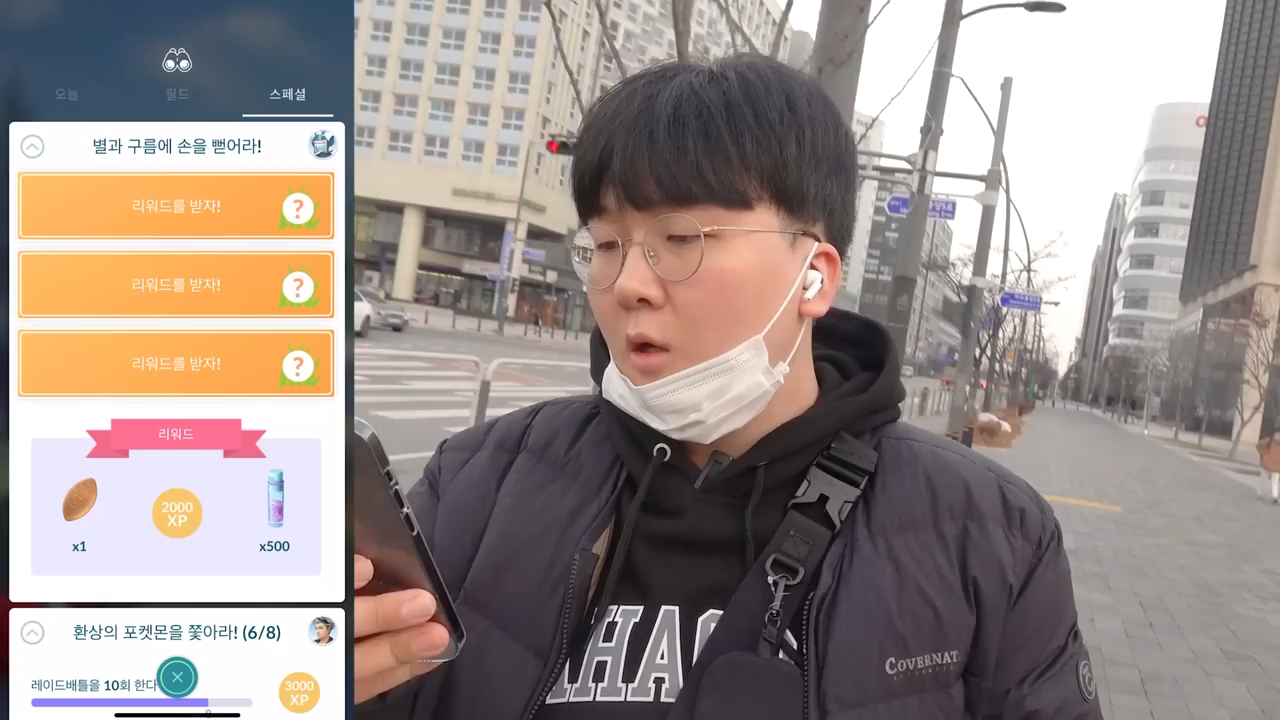 오늘
필드
스페셜
별과 구름에 손을 뻗어라!
리워드를 받자!
?
리워드를 받자!
?
리워드를 받자!
?
리워드
2000
XP
x1
x500
환상의 포켓몬을 쫓아라! (6/8)
레이드배틀을 10회 한다
3000
XP
COVERNAT